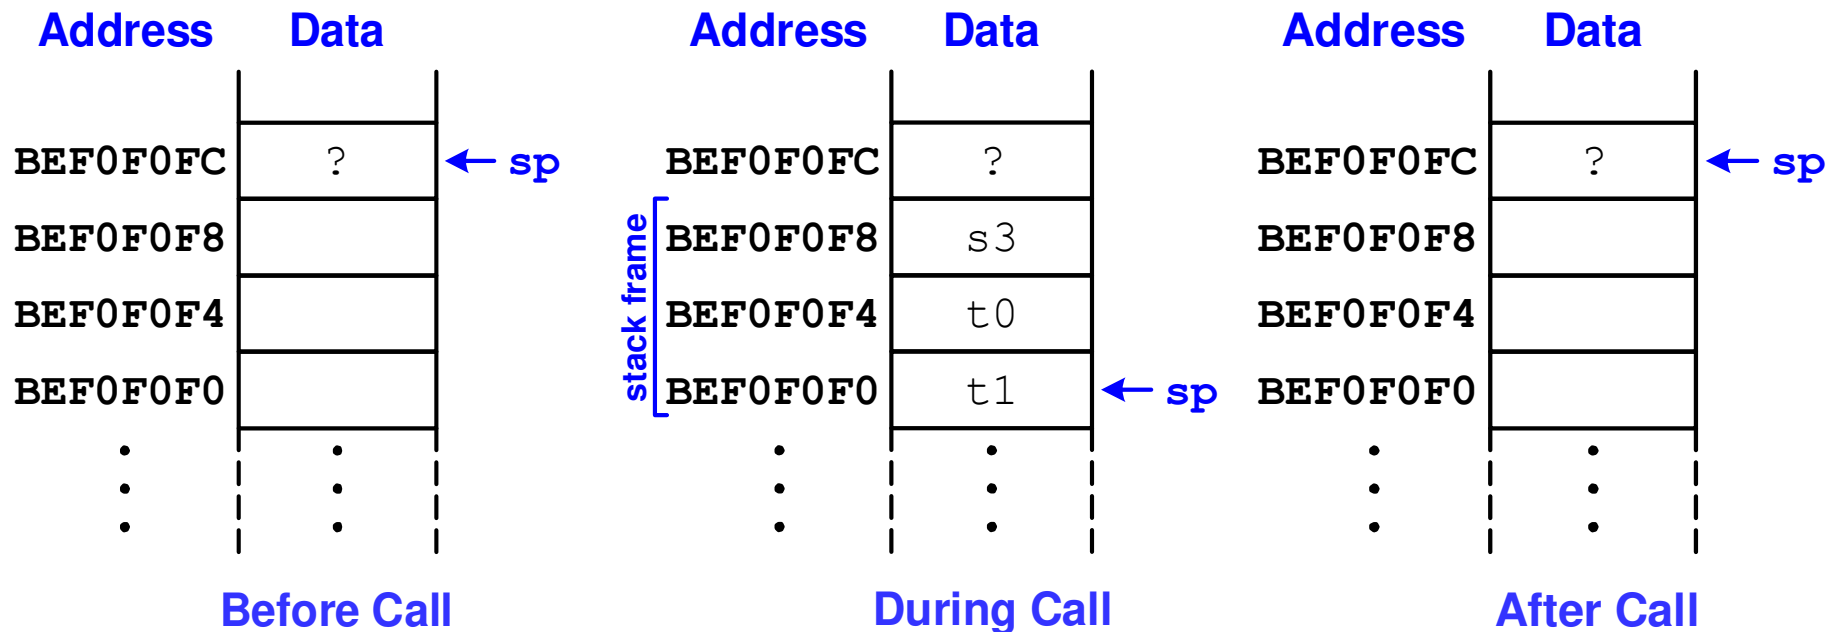 Address Data Address Data Address Data
BEF0F0FC ? sp BEF0F0FC ? BEF0F0FC ? sp
BEF0F0F8 BEF0F0F8 s3 BEF0F0F8
stack frame
BEF0F0F4 BEF0F0F4 t0 BEF0F0F4
BEF0F0F0 BEF0F0F0 t1 sp BEF0F0F0
Before Call During Call After Call